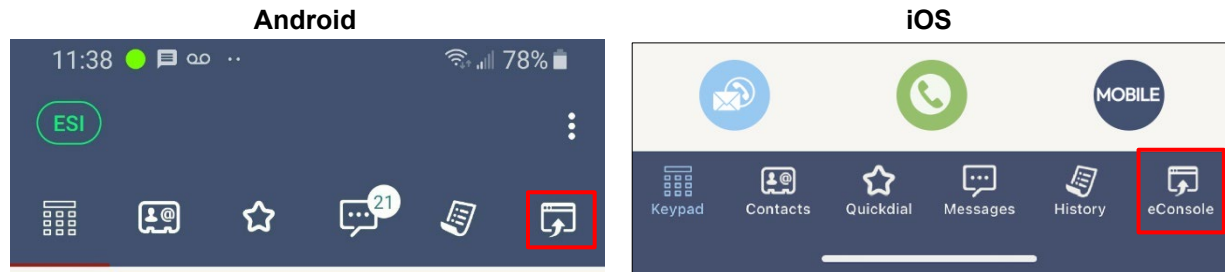 Android
11:38 78%
ESI
21
iOS
MOBILE
Keypad Contacts Quickdial Messages History eConsole